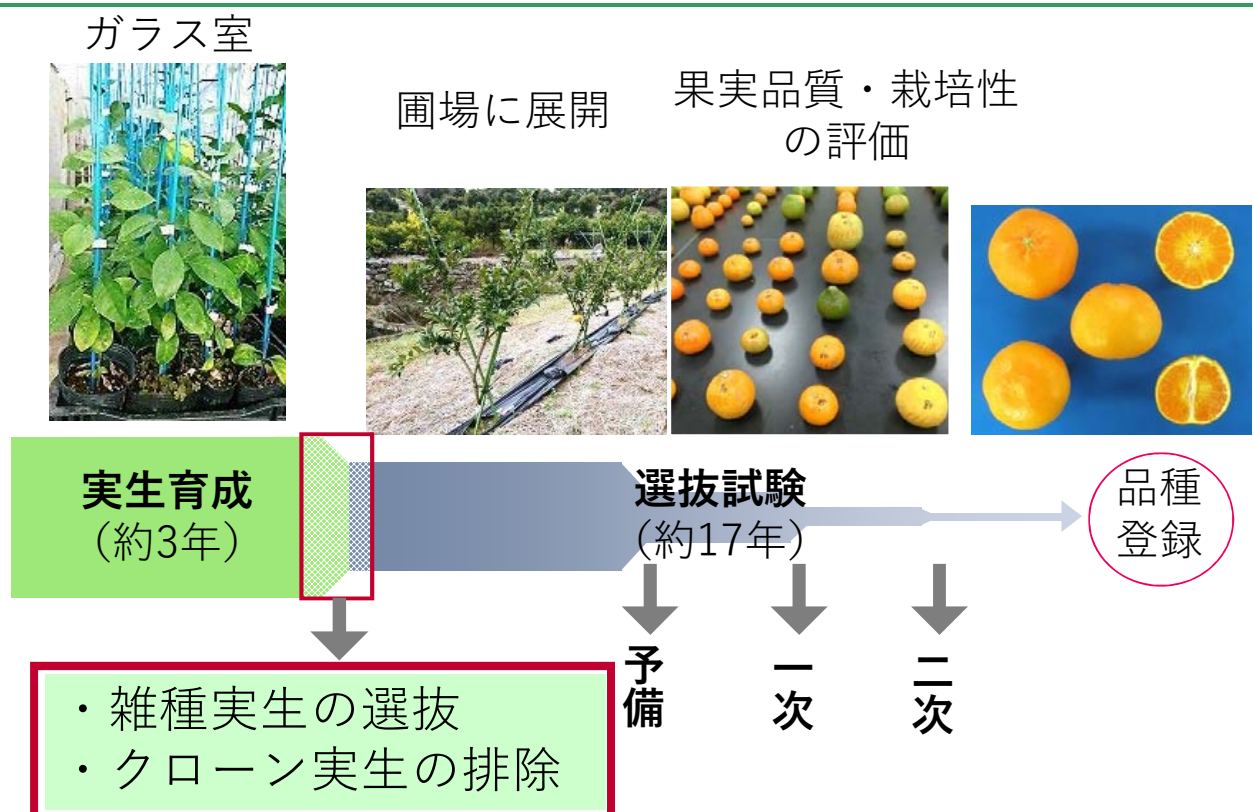 ガラス室
圃場に展開
果実品質・栽培性
の評価
実生育成
（約3年）
選抜試験
（約17年）
品種
登録
予備
一次
二次
・雑種実生の選抜
・クローン実生の排除